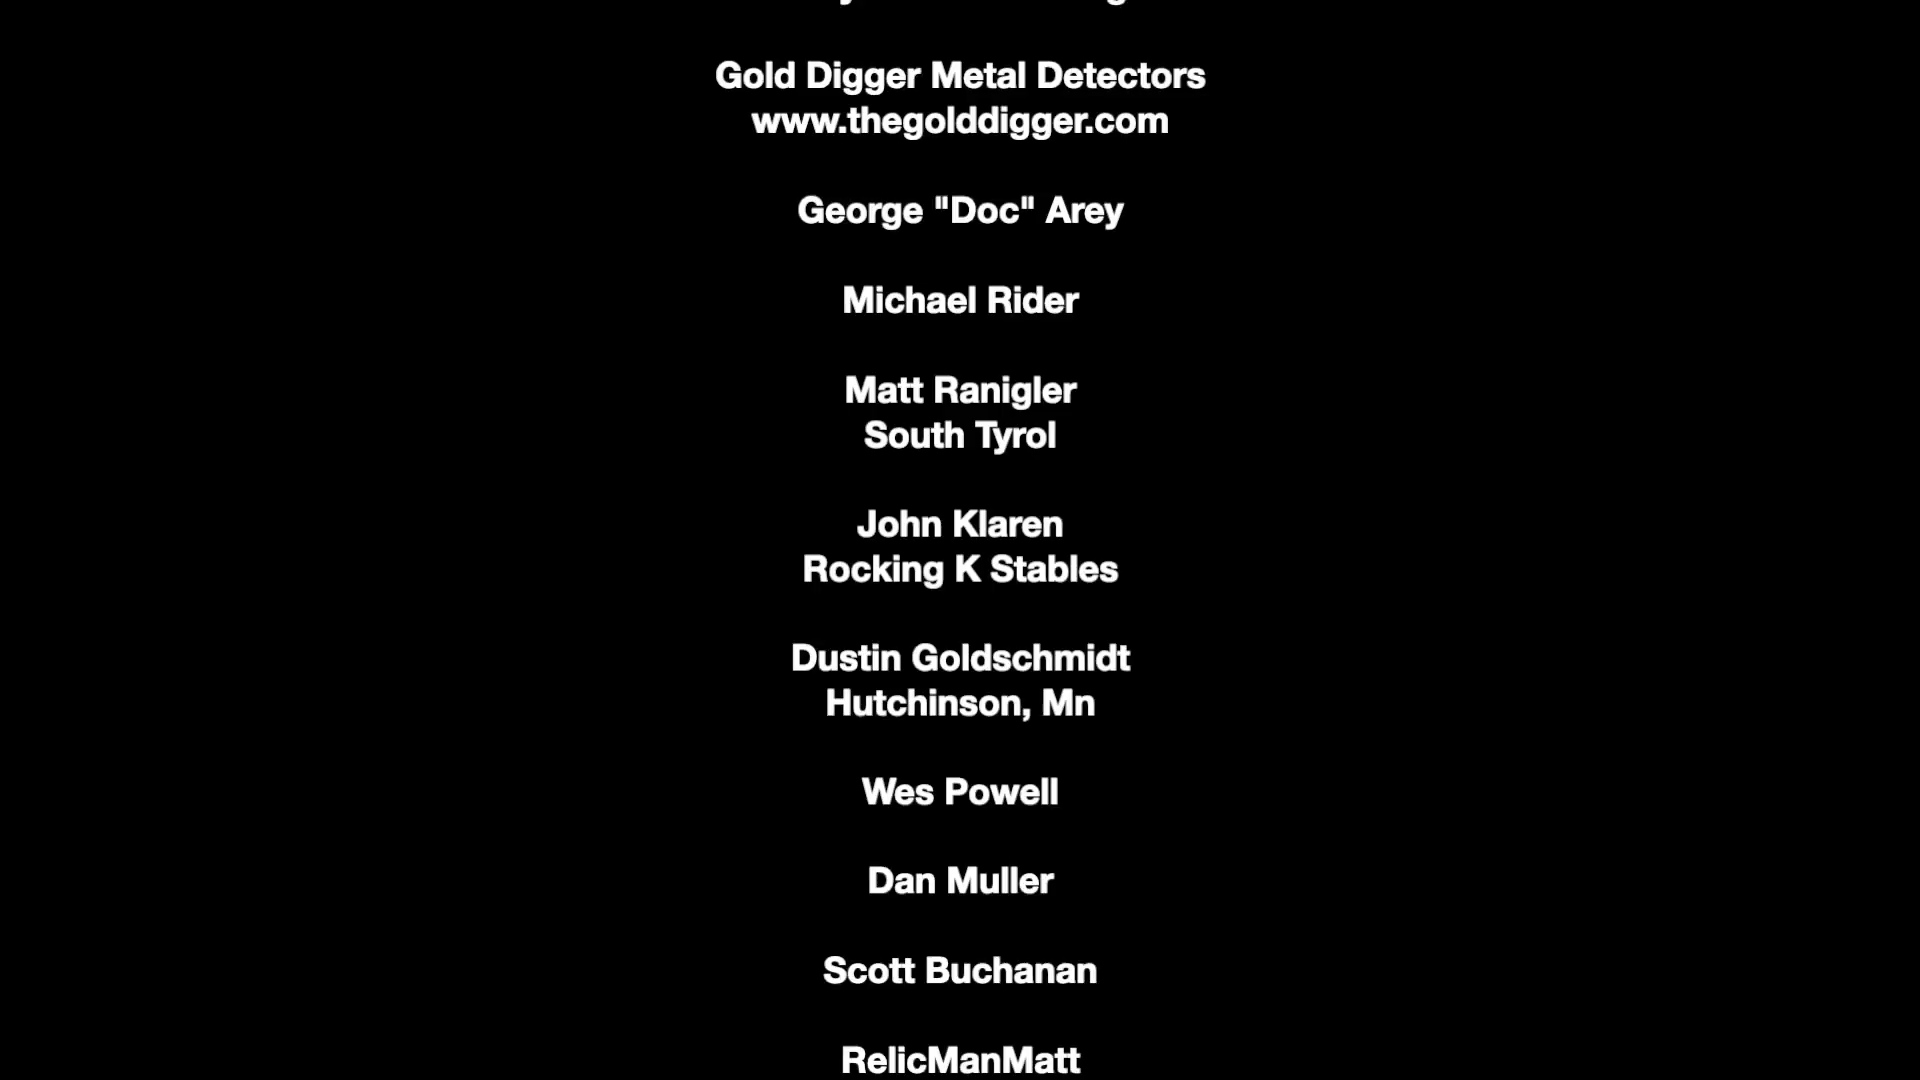 Gold Digger Metal Detectors
www.thegolddigger.com
George "Doc" Arey
Michael Rider
Matt Ranigler
South Tyrol
John Klaren
Rocking K Stables
Dustin Goldschmidt
Hutchinson, Mn
Wes Powell
Dan Muller
Scott Buchanan
RelicManMatt